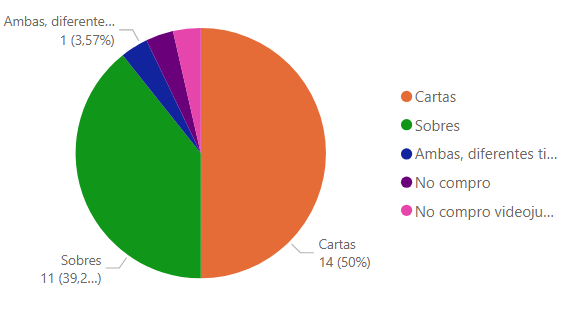 Ambas, diferente...
1 (3,57%)
Cartas
Sobres
Ambas, diferentes ti...
No compro
No compro videoju...
Cartas
14 (50%)
Sobres
11 (39,2...)